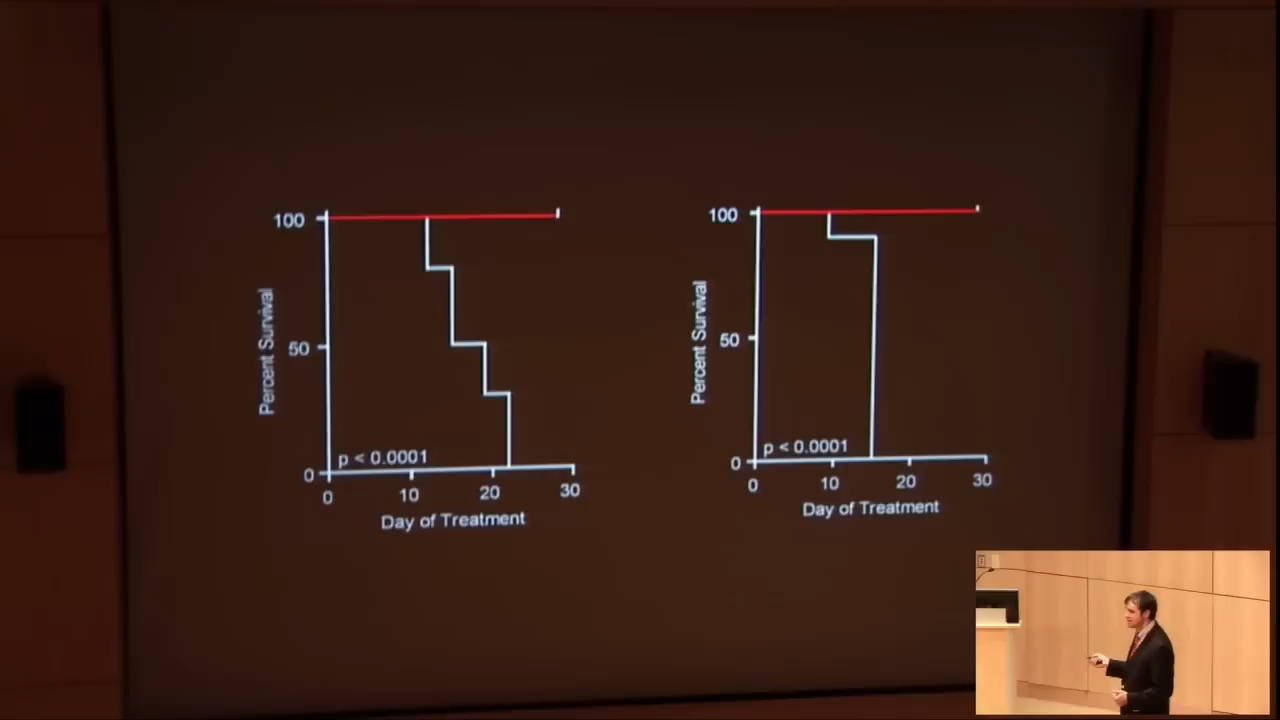 100
50
0
Percent Survival
p < 0.0001
0 10 20 30
Day of Treatment
100
50
0
Percent Survival
p < 0.0001
0 10 20 30
Day of Treatment